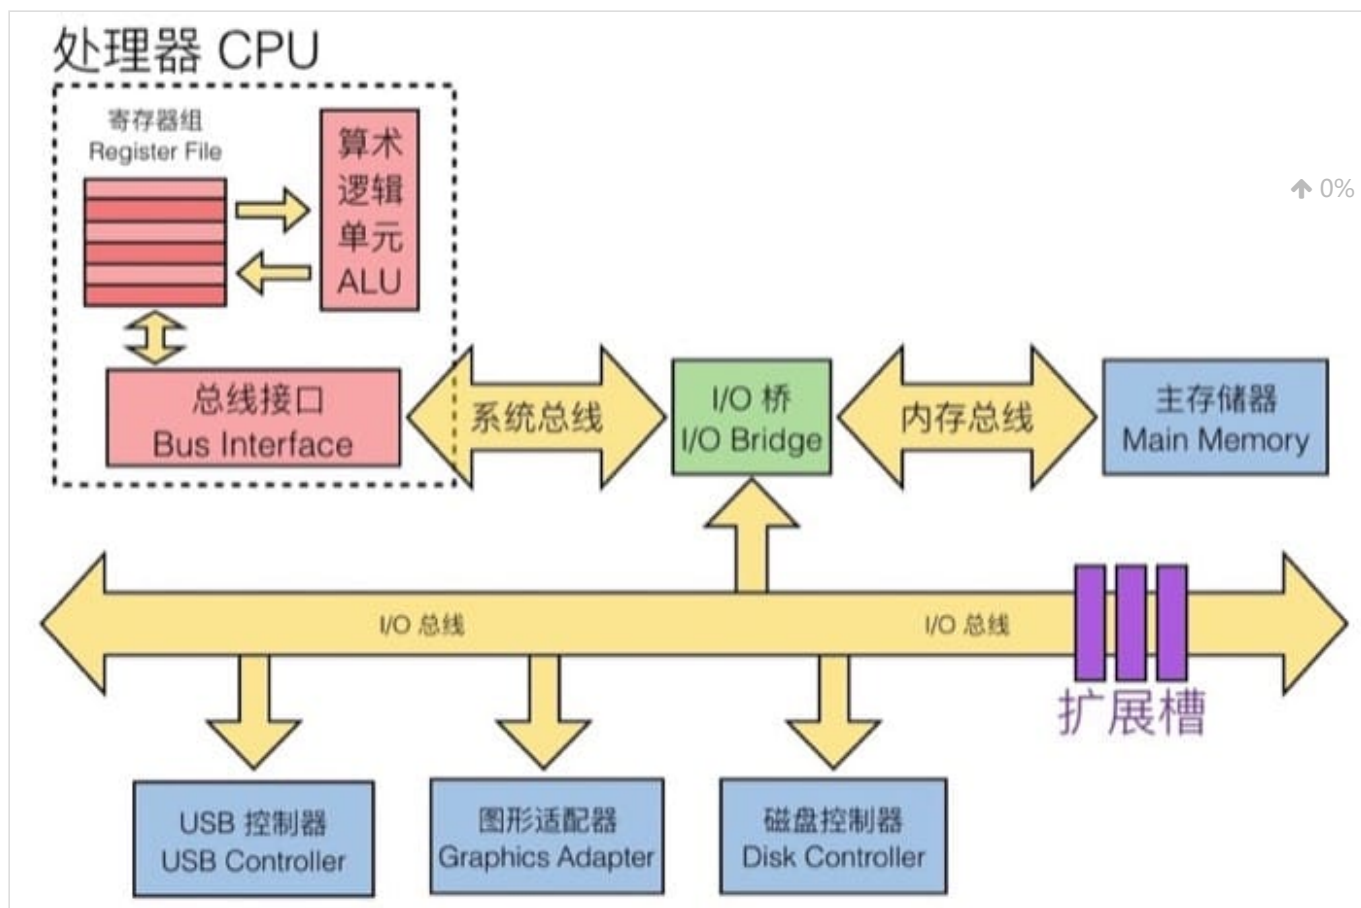 处理器 CPU
寄存器组
Register File
算术
逻辑
单元
ALU
0%
总线接口
Bus Interface
系统总线
I/O 桥
I/O Bridge
内存总线
主存储器
Main Memory
I/O 总线
I/O 总线
扩展槽
USB 控制器
USB Controller
图形适配器
Graphics Adapter
磁盘控制器
Disk Controller